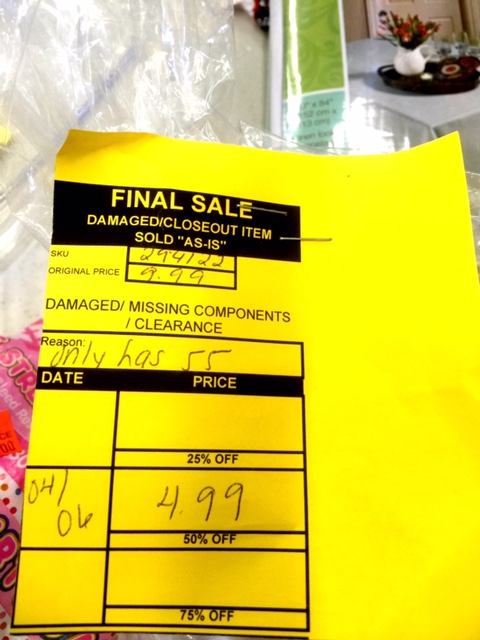 FINAL SALE
DAMAGED/CLOSEOUT ITEM
SOLD "AS-IS"
SKU 294122
ORIGINAL PRICE 9.99
DAMAGED/ MISSING COMPONENTS
/ CLEARANCE
Reason:
only has 55
DATE PRICE
25% OFF
04/
06
4.99
50% OFF
75% OFF
x 84"